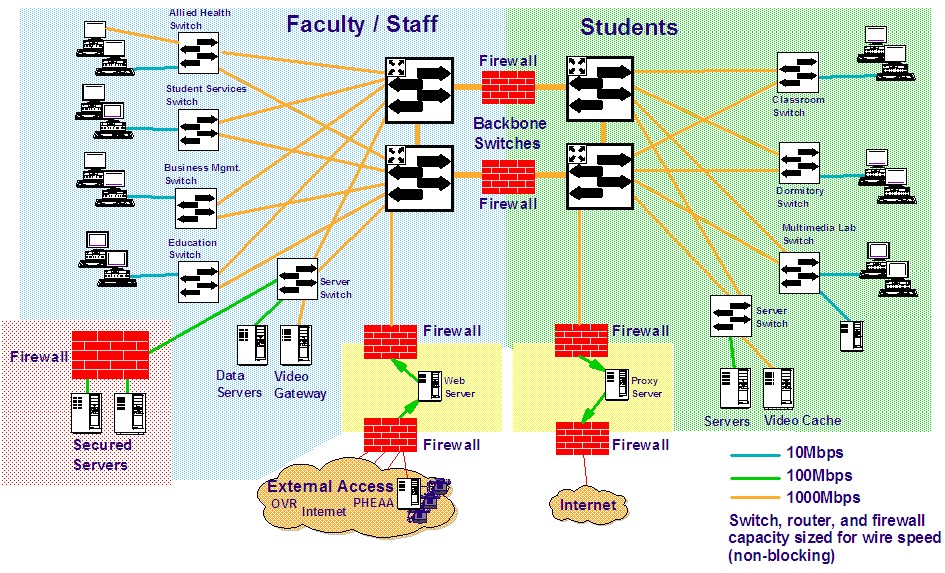 Faculty / Staff
Students
Allied Health
Switch
Student Services
Switch
Business Mgmt.
Switch
Education
Switch
Firewall
Backbone
Switches
Firewall
Classroom
Switch
Dormitory
Switch
Multimedia Lab
Switch
Server
Switch
Server
Switch
Firewall
Data
Servers
Video
Gateway
Secured
Servers
Firewall
Web
Server
Firewall
Firewall
Proxy
Server
Firewall
Servers
Video Cache
External Access
OVR
Internet
PHEAA
Internet
10Mbps
100Mbps
1000Mbps
Switch, router, and firewall
capacity sized for wire speed
(non-blocking)